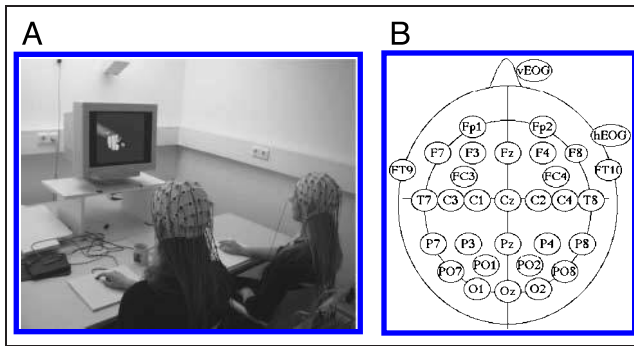 A
B
vEOG
Fp1 Fp2
hEOG
F7 F3 Fz F4 F8
FT9 FC3 FC4 FT10
T7 C3 C1 Cz C2 C4 T8
P7 P3 Pz P4 P8
PO7 PO1 PO2 PO8
O1 Oz O2